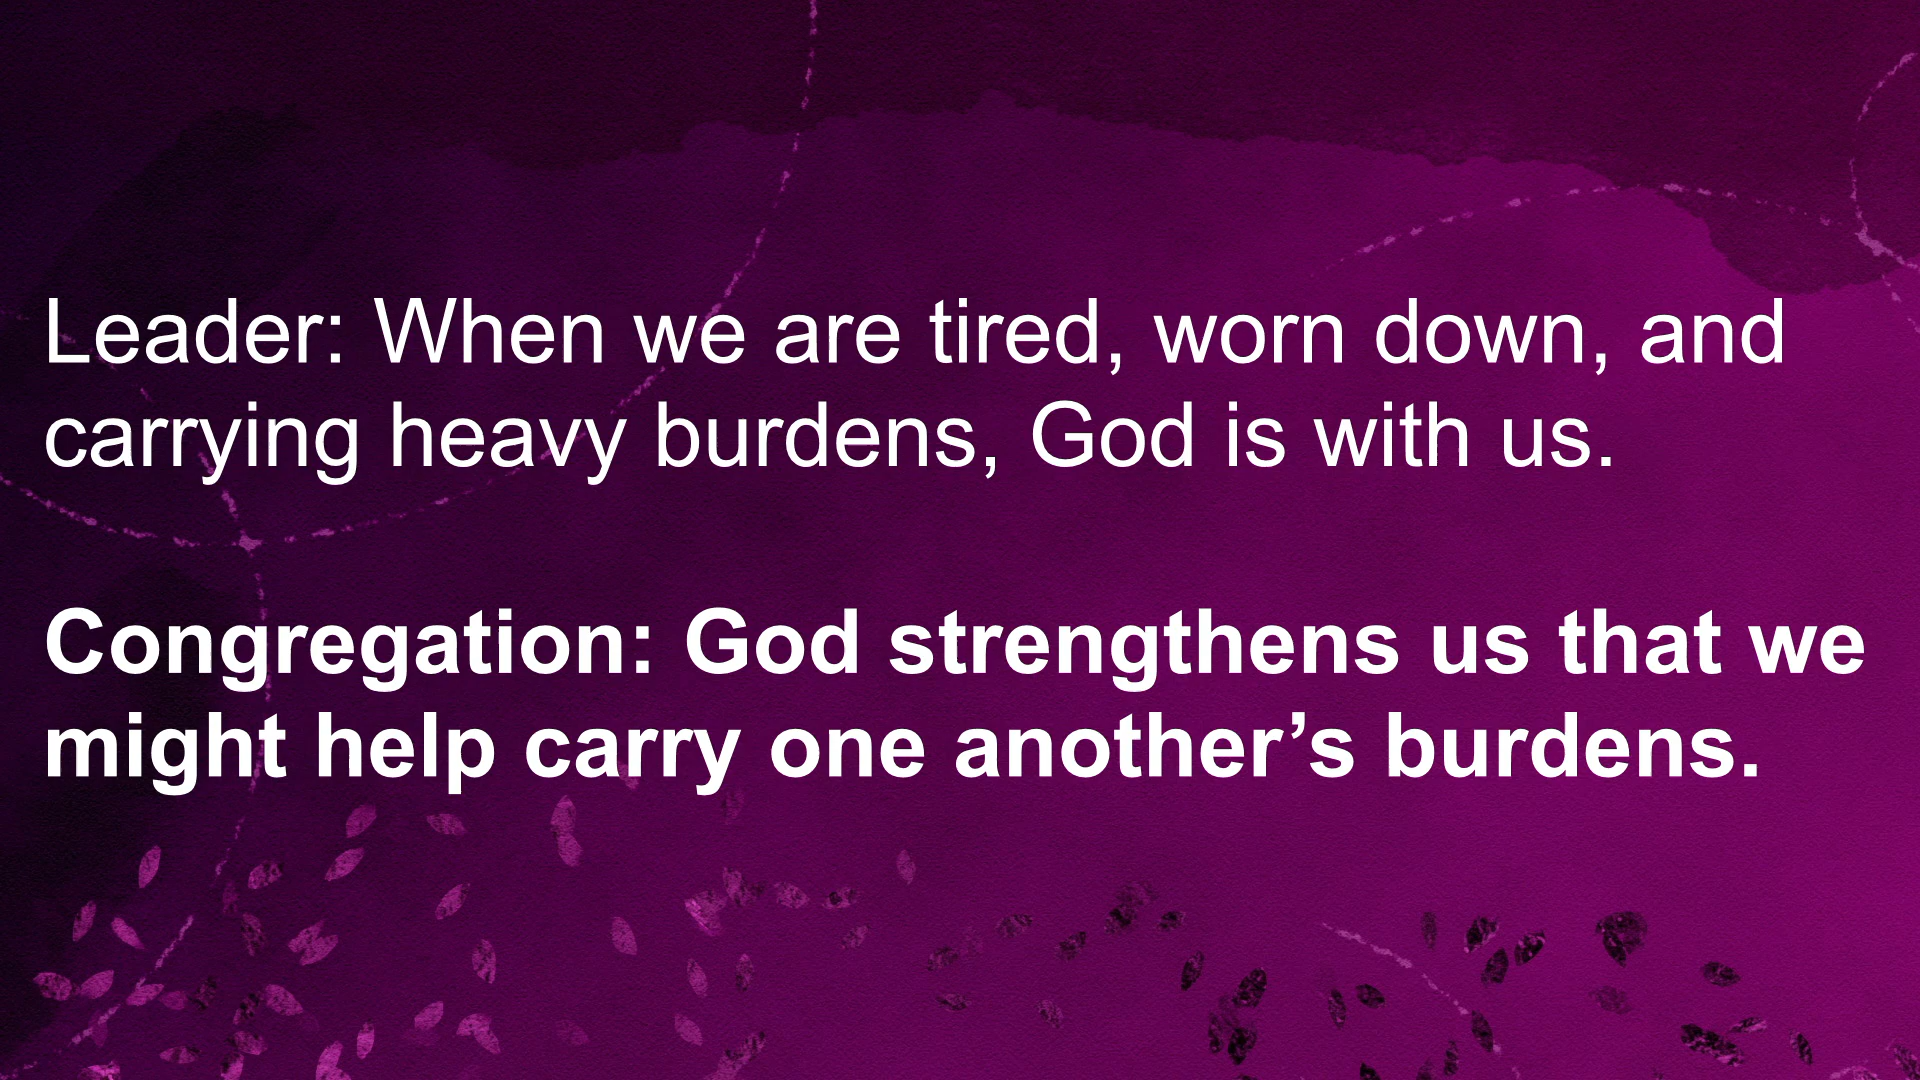 Leader: When we are tired, worn down, and
carrying heavy burdens, God is with us.
Congregation: God strengthens us that we
might help carry one another’s burdens.